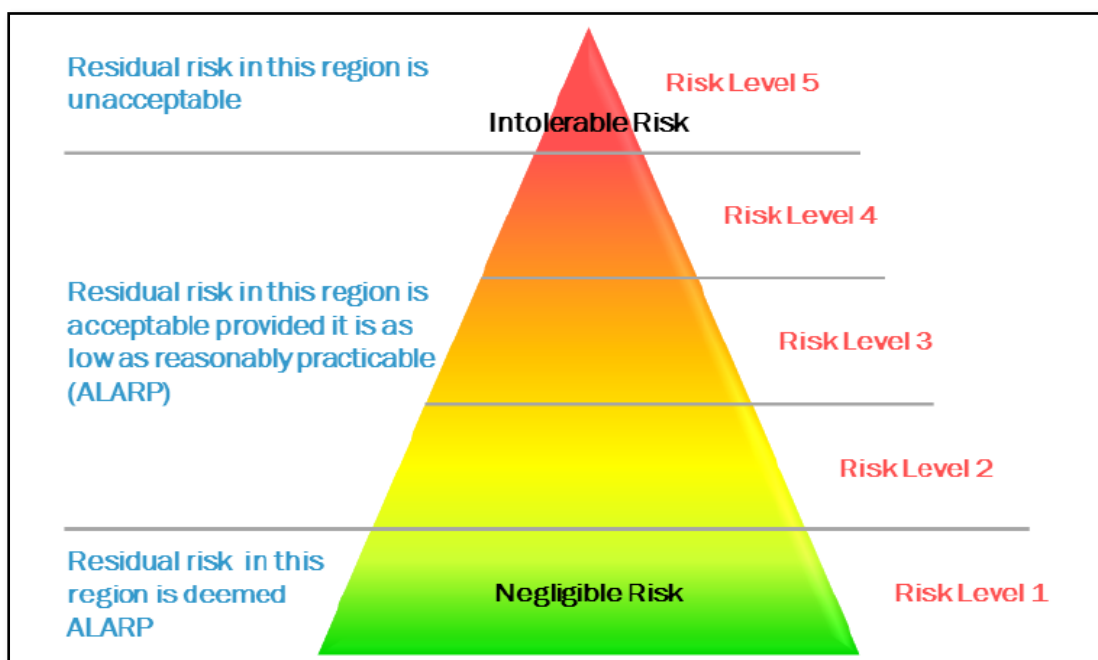 Residual risk in this region is
unacceptable
Risk Level 5
Intolerable Risk
Risk Level 4
Residual risk in this region is
acceptable provided it is as
low as reasonably practicable
(ALARP)
Risk Level 3
Risk Level 2
Residual risk in this
region is deemed
ALARP
Negligible Risk
Risk Level 1